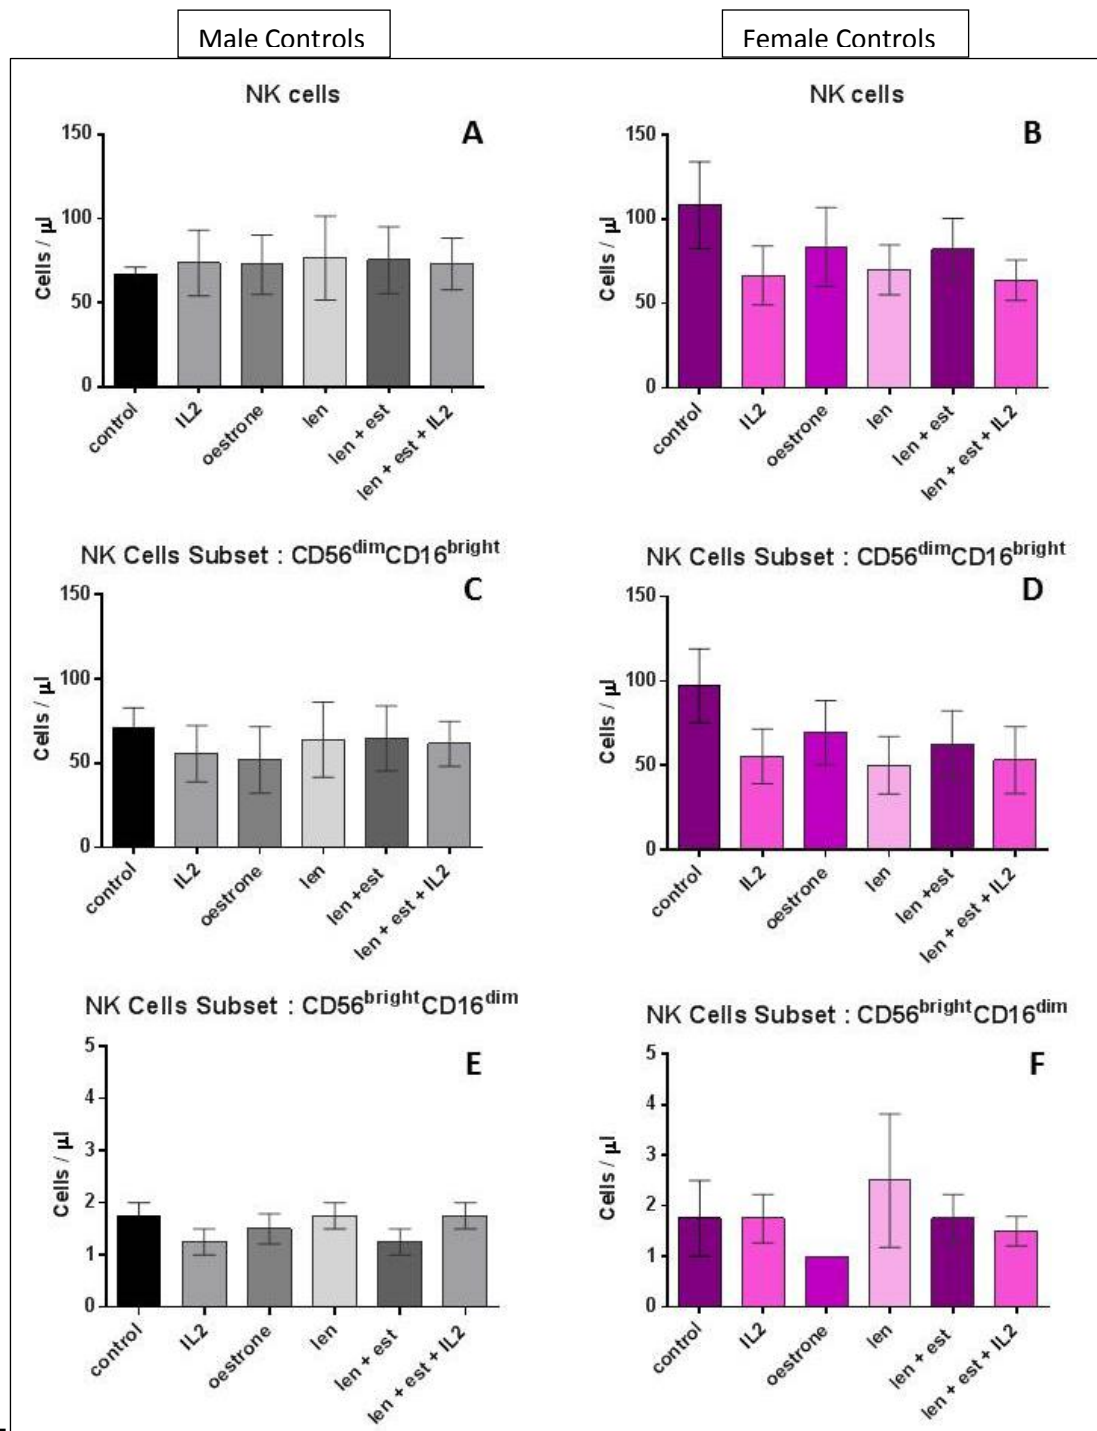 Male Controls
Female Controls
NK cells
A
150
100
50
0
Cells / µl
control
IL2
oestrone
len
len + est
len + est + IL2
NK cells
B
150
100
50
0
Cells / µl
control
IL2
oestrone
len
len + est
len + est + IL2
NK Cells Subset : CD56dimCD16bright
C
150
100
50
0
Cells / µl
control
IL2
oestrone
len
len +est
len + est + IL2
NK Cells Subset : CD56dimCD16bright
D
150
100
50
0
Cells / µl
control
IL2
oestrone
len
len +est
len + est + IL2
NK Cells Subset : CD56brightCD16dim
E
5
4
3
2
1
0
Cells / µl
control
IL2
oestrone
len
len + est
len + est + IL2
NK Cells Subset : CD56brightCD16dim
F
5
4
3
2
1
0
Cells / µl
control
IL2
oestrone
len
len + est
len + est + IL2